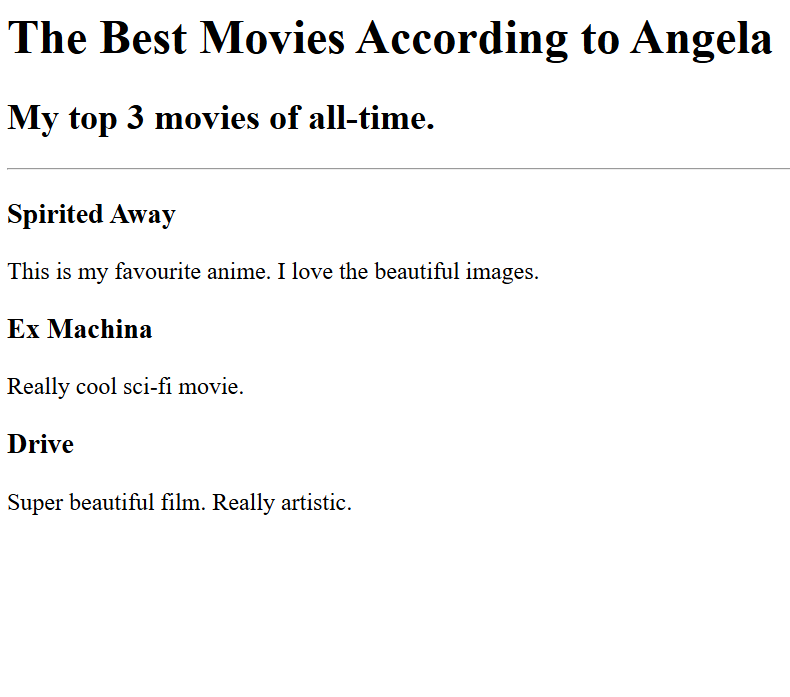 The Best Movies According to Angela
My top 3 movies of all-time.
Spirited Away
This is my favourite anime. I love the beautiful images.
Ex Machina
Really cool sci-fi movie.
Drive
Super beautiful film. Really artistic.